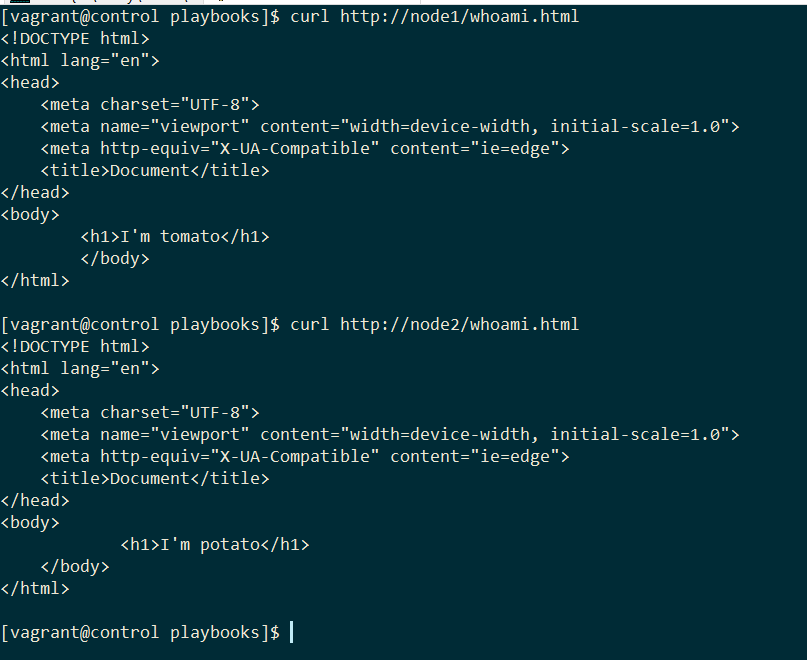 [vagrant@control playbooks]$ curl http://node1/whoami.html
<!DOCTYPE html>
<html lang="en">
<head>
    <meta charset="UTF-8">
    <meta name="viewport" content="width=device-width, initial-scale=1.0">
    <meta http-equiv="X-UA-Compatible" content="ie=edge">
    <title>Document</title>
</head>
<body>
        <h1>I'm tomato</h1>
        </body>
</html>

[vagrant@control playbooks]$ curl http://node2/whoami.html
<!DOCTYPE html>
<html lang="en">
<head>
    <meta charset="UTF-8">
    <meta name="viewport" content="width=device-width, initial-scale=1.0">
    <meta http-equiv="X-UA-Compatible" content="ie=edge">
    <title>Document</title>
</head>
<body>
            <h1>I'm potato</h1>
    </body>
</html>

[vagrant@control playbooks]$